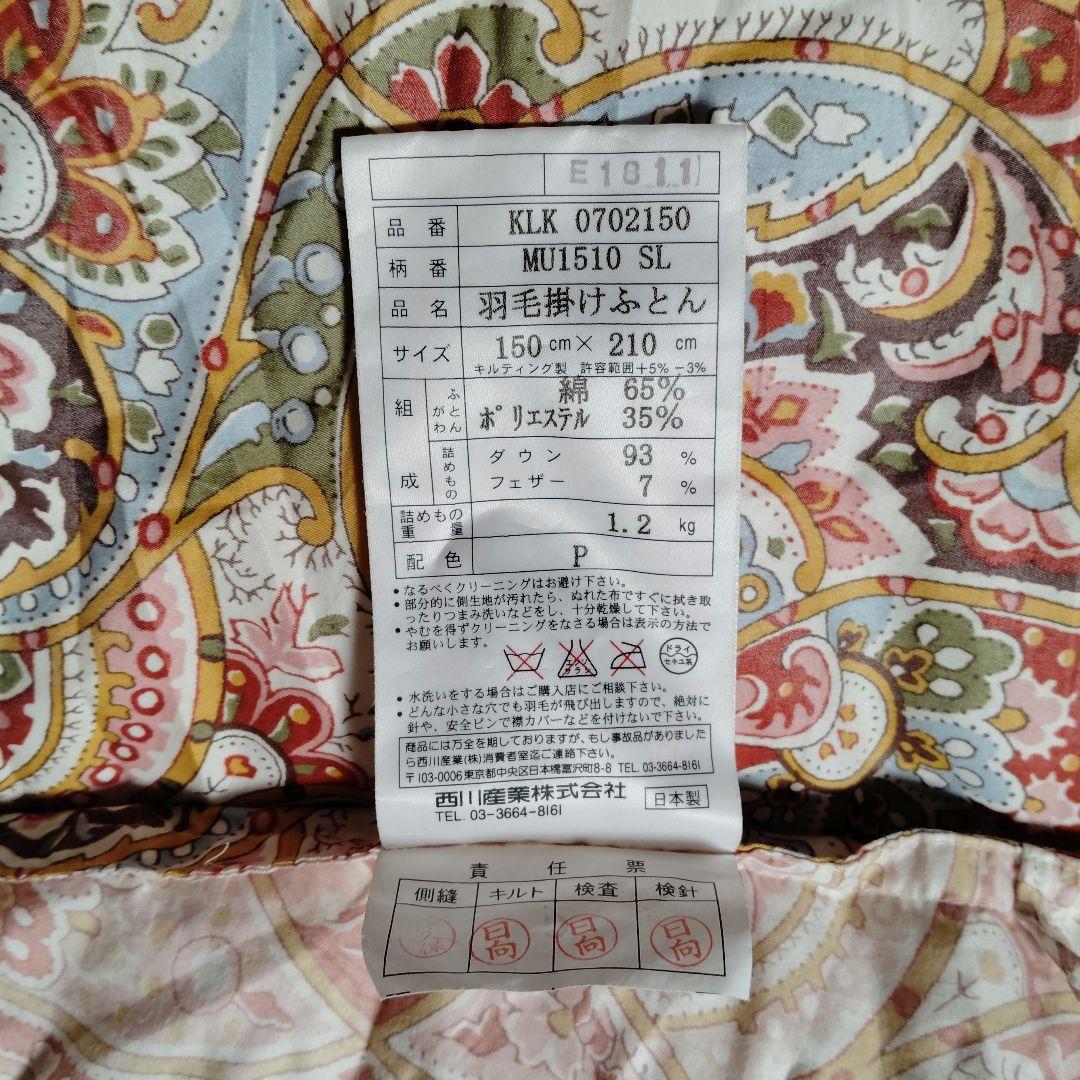 E18.1.1
品番 KLK 0702150
柄番 MU1510 SL
品名 羽毛掛けふとん
サイズ 150cm×210cm
キルティング製 許容範囲+5% −3%
組成 ふとんがわ 綿 65%
ポリエステル 35%
詰めもの ダウン 93%
フェザー 7%
詰めもの重量 1.2kg
配色 P
•なるべくクリーニングはお避け下さい。
•部分的に側生地が汚れたら、ぬれた布ですぐに拭き取
ったりつまみ洗いなどをし、十分乾燥して下さい。
•やむを得ずクリーニングをなさる場合は表示の方法で
お願いします。
エンソサラシ
ドライ
セキユ系
•水洗いをする場合はご購入店にご相談下さい。
•どんな小さな穴でも羽毛が飛び出しますので、絶対に
針や、安全ピンで襟カバーなどを付けないで下さい。
商品には万全を期しておりますが、もし事故品がありました
ら西川産業(株)消費者室迄ご連絡下さい。
〒103-0006東京都中央区日本橋富沢町8-8 TEL. 03-3664-8161
西川産業株式会社 日本製
TEL. 03-3664-8161
責任票
側縫 キルト 検査 検針
日向 日向 日向